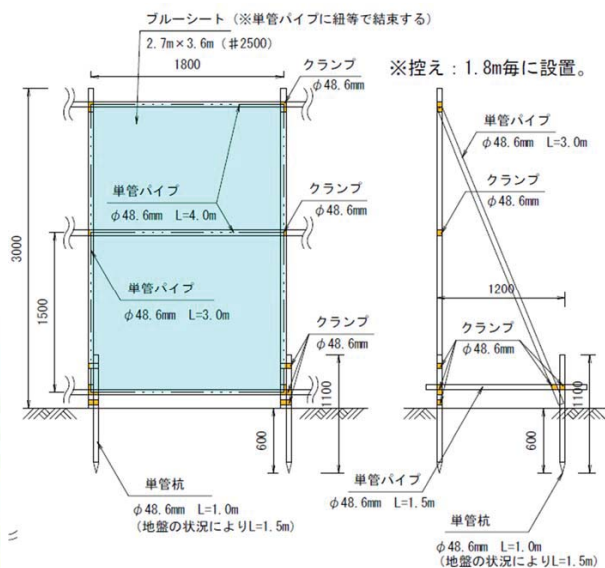 ブルーシート（※単管パイプに紐等で結束する）
2.7m×3.6m（＃2500）
1800
クランプ
φ48.6mm
※控え：1.8m毎に設置。
単管パイプ
φ48.6mm L=3.0m
単管パイプ
φ48.6mm L=4.0m
クランプ
φ48.6mm
クランプ
φ48.6mm
3000
1500
単管パイプ
φ48.6mm L=3.0m
1200
クランプ
φ48.6mm
クランプ
φ48.6mm
1100
600
1100
600
単管杭
φ48.6mm L=1.0m
（地盤の状況によりL=1.5m）
単管パイプ
φ48.6mm L=1.5m
単管杭
φ48.6mm L=1.0m
（地盤の状況によりL=1.5m）